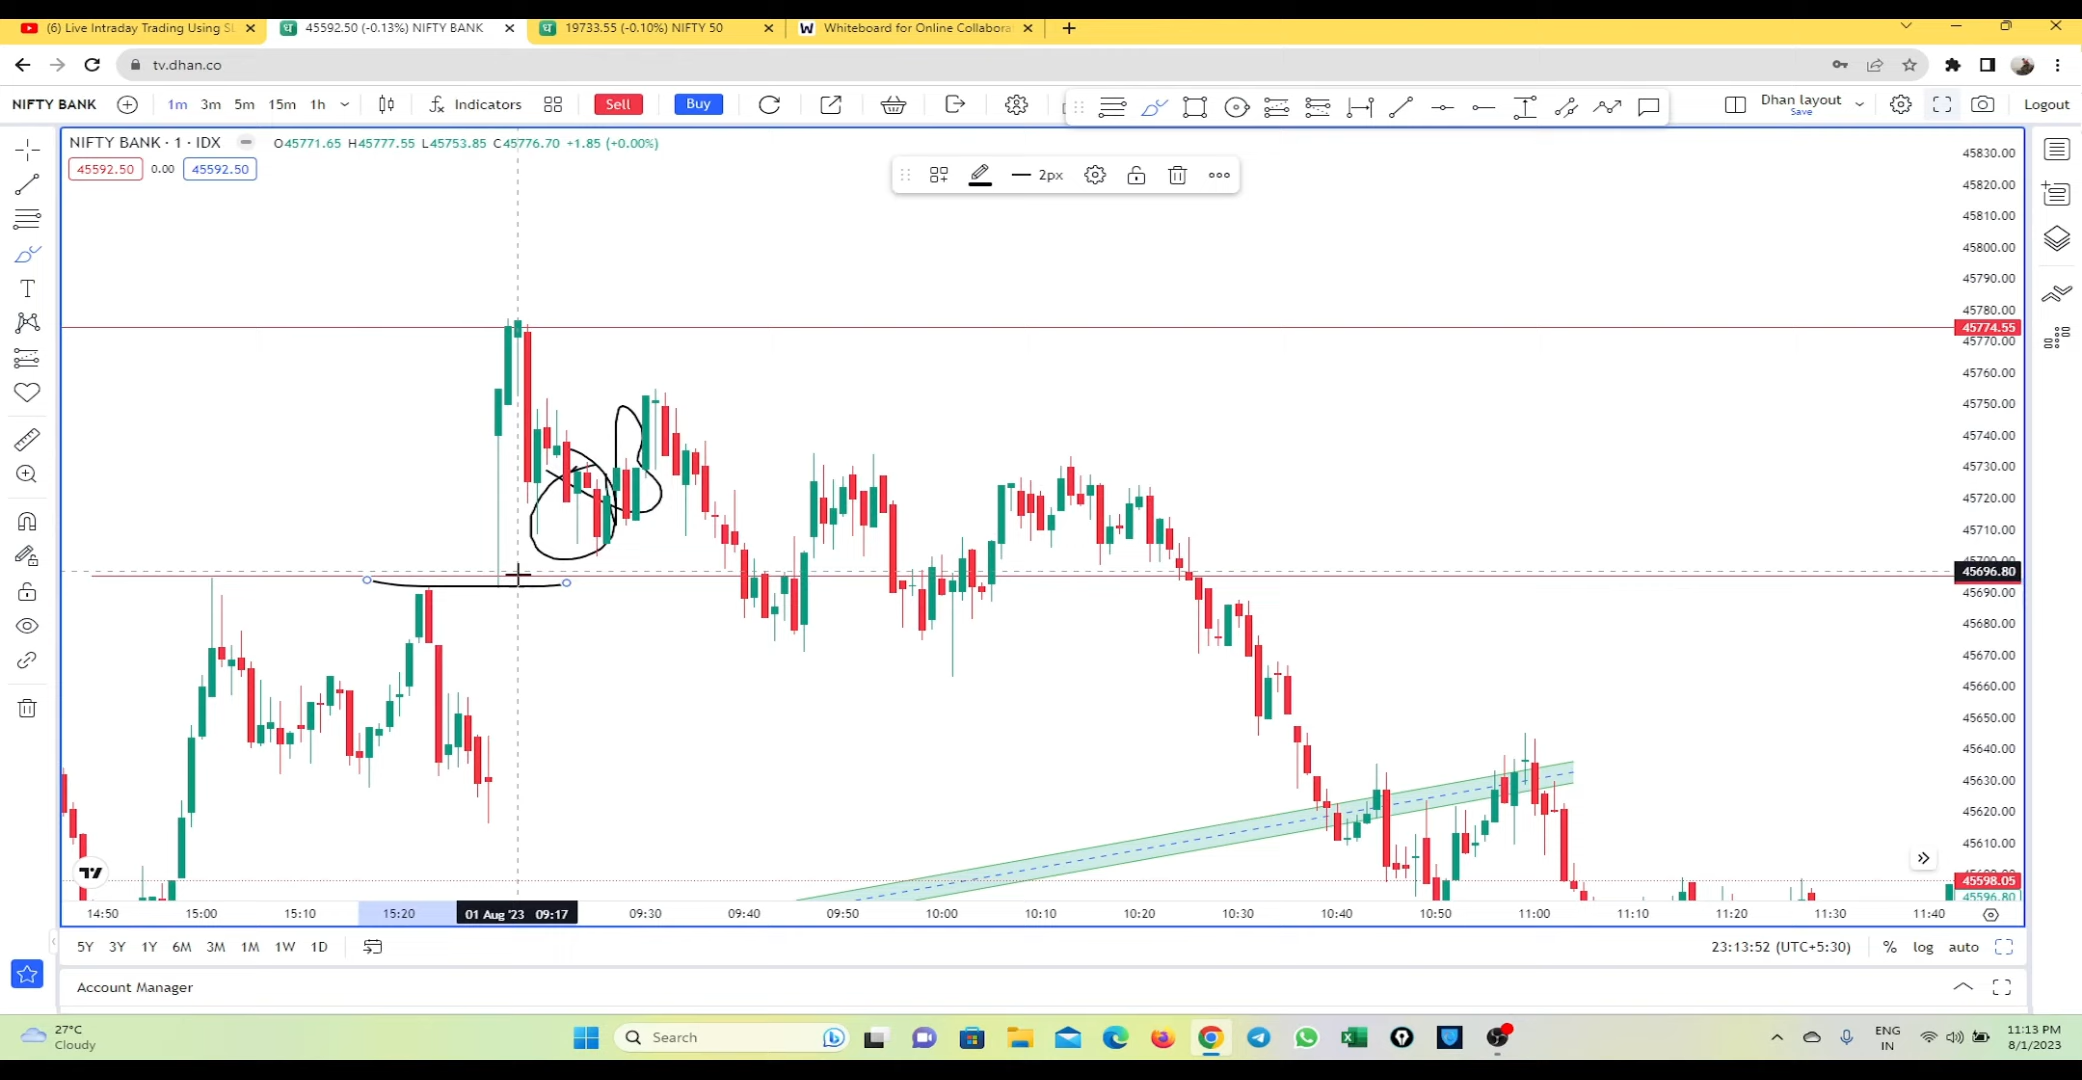 (6) Live Intraday Trading Using SL
45592.50 (-0.13%) NIFTY BANK
19733.55 (-0.10%) NIFTY 50
W Whiteboard for Online Collabora
tv.dhan.co
NIFTY BANK 1m 3m 5m 15m 1h Indicators Sell Buy Dhan layout Save Logout
NIFTY BANK · 1 · IDX O45771.65 H45777.55 L45753.85 C45776.70 +1.85 (+0.00%)
45592.50 0.00 45592.50
2px
45830.00
45820.00
45810.00
45800.00
45790.00
45780.00
45774.55
45770.00
45760.00
45750.00
45740.00
45730.00
45720.00
45710.00
45700.00
45696.80
45690.00
45680.00
45670.00
45660.00
45650.00
45640.00
45630.00
45620.00
45610.00
45598.05
45596.80
14:50 15:00 15:10 15:20 01 Aug '23 09:17 09:30 09:40 09:50 10:00 10:10 10:20 10:30 10:40 10:50 11:00 11:10 11:20 11:30 11:40
5Y 3Y 1Y 6M 3M 1M 1W 1D 23:13:52 (UTC+5:30) % log auto
Account Manager
27°C
Cloudy
Search
ENG
IN
11:13 PM
8/1/2023